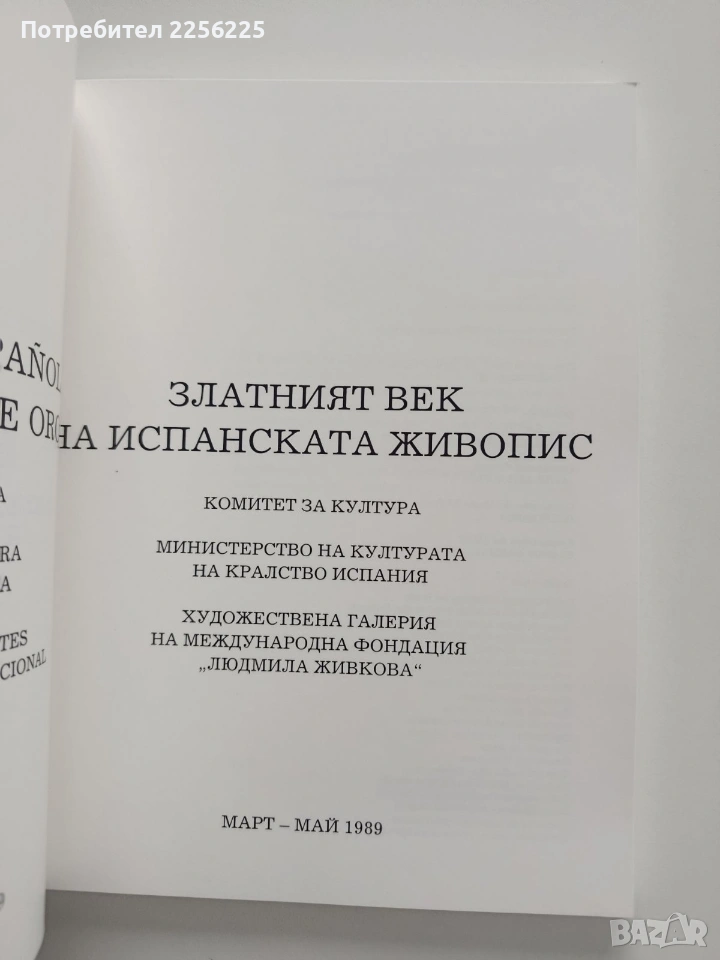 Потребител 2256225
ЗЛАТНИЯТ ВЕК
НА ИСПАНСКАТА ЖИВОПИС
КОМИТЕТ ЗА КУЛТУРА
МИНИСТЕРСТВО НА КУЛТУРАТА
НА КРАЛСТВО ИСПАНИЯ
ХУДОЖЕСТВЕНА ГАЛЕРИЯ
НА МЕЖДУНАРОДНА ФОНДАЦИЯ
„ЛЮДМИЛА ЖИВКОВА“
МАРТ – МАЙ 1989
BAZAR